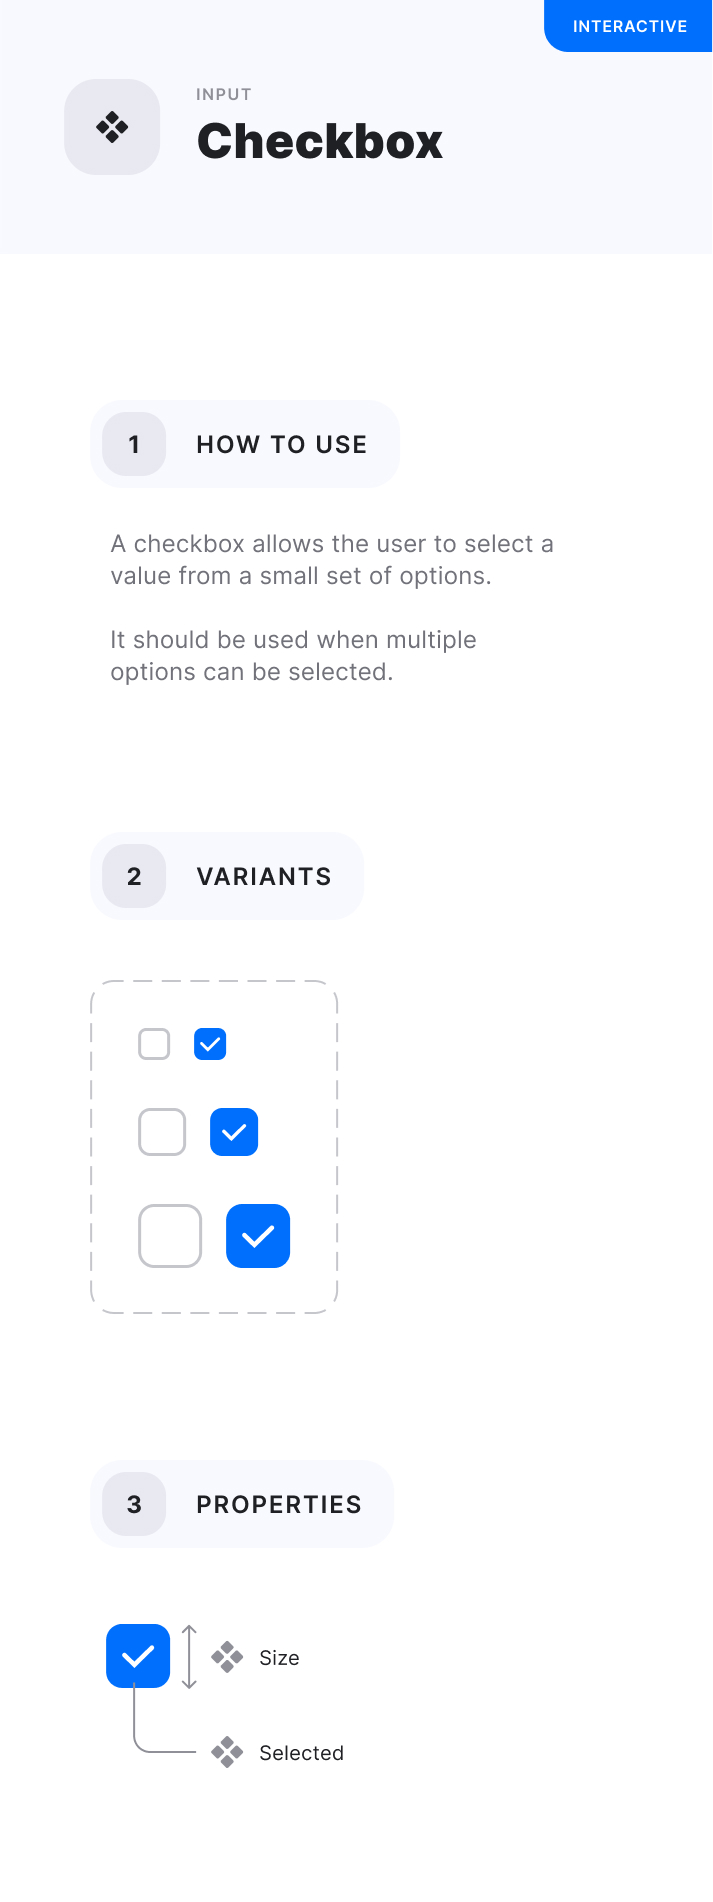 INTERACTIVE
INPUT
Checkbox
1
HOW TO USE
A checkbox allows the user to select a
value from a small set of options.
It should be used when multiple
options can be selected.
2
VARIANTS
3
PROPERTIES
Size
Selected